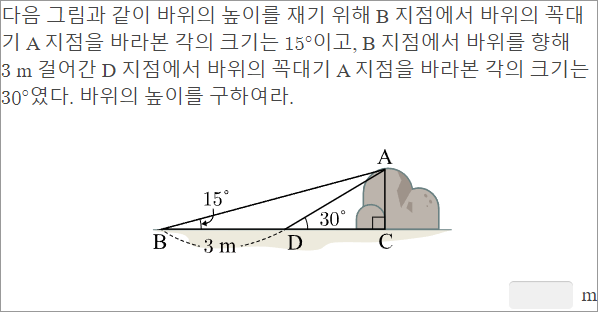 다음 그림과 같이 바위의 높이를 재기 위해 B 지점에서 바위의 꼭대
기 A 지점을 바라본 각의 크기는 15°이고, B 지점에서 바위를 향해
3 m 걸어간 D 지점에서 바위의 꼭대기 A 지점을 바라본 각의 크기는
30°였다. 바위의 높이를 구하여라.
A
15°
30°
B 3 m D C
m